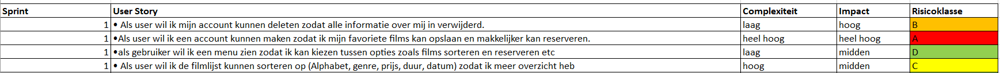 Sprint User Story Complexiteit Impact Risicoklasse
1 • Als user wil ik mijn account kunnen deleten zodat alle informatie over mij in verwijderd. laag hoog B
1 •Als user wil ik een account kunnen maken zodat ik mijn favoriete films kan opslaan en makkelijker kan reserveren. heel hoog heel hoog A
1 •als gebruiker wil ik een menu zien zodat ik kan kiezen tussen opties zoals films sorteren en reserveren etc laag midden D
1 • Als user wil ik de filmlijst kunnen sorteren op (Alphabet, genre, prijs, duur, datum) zodat ik meer overzicht heb hoog midden C